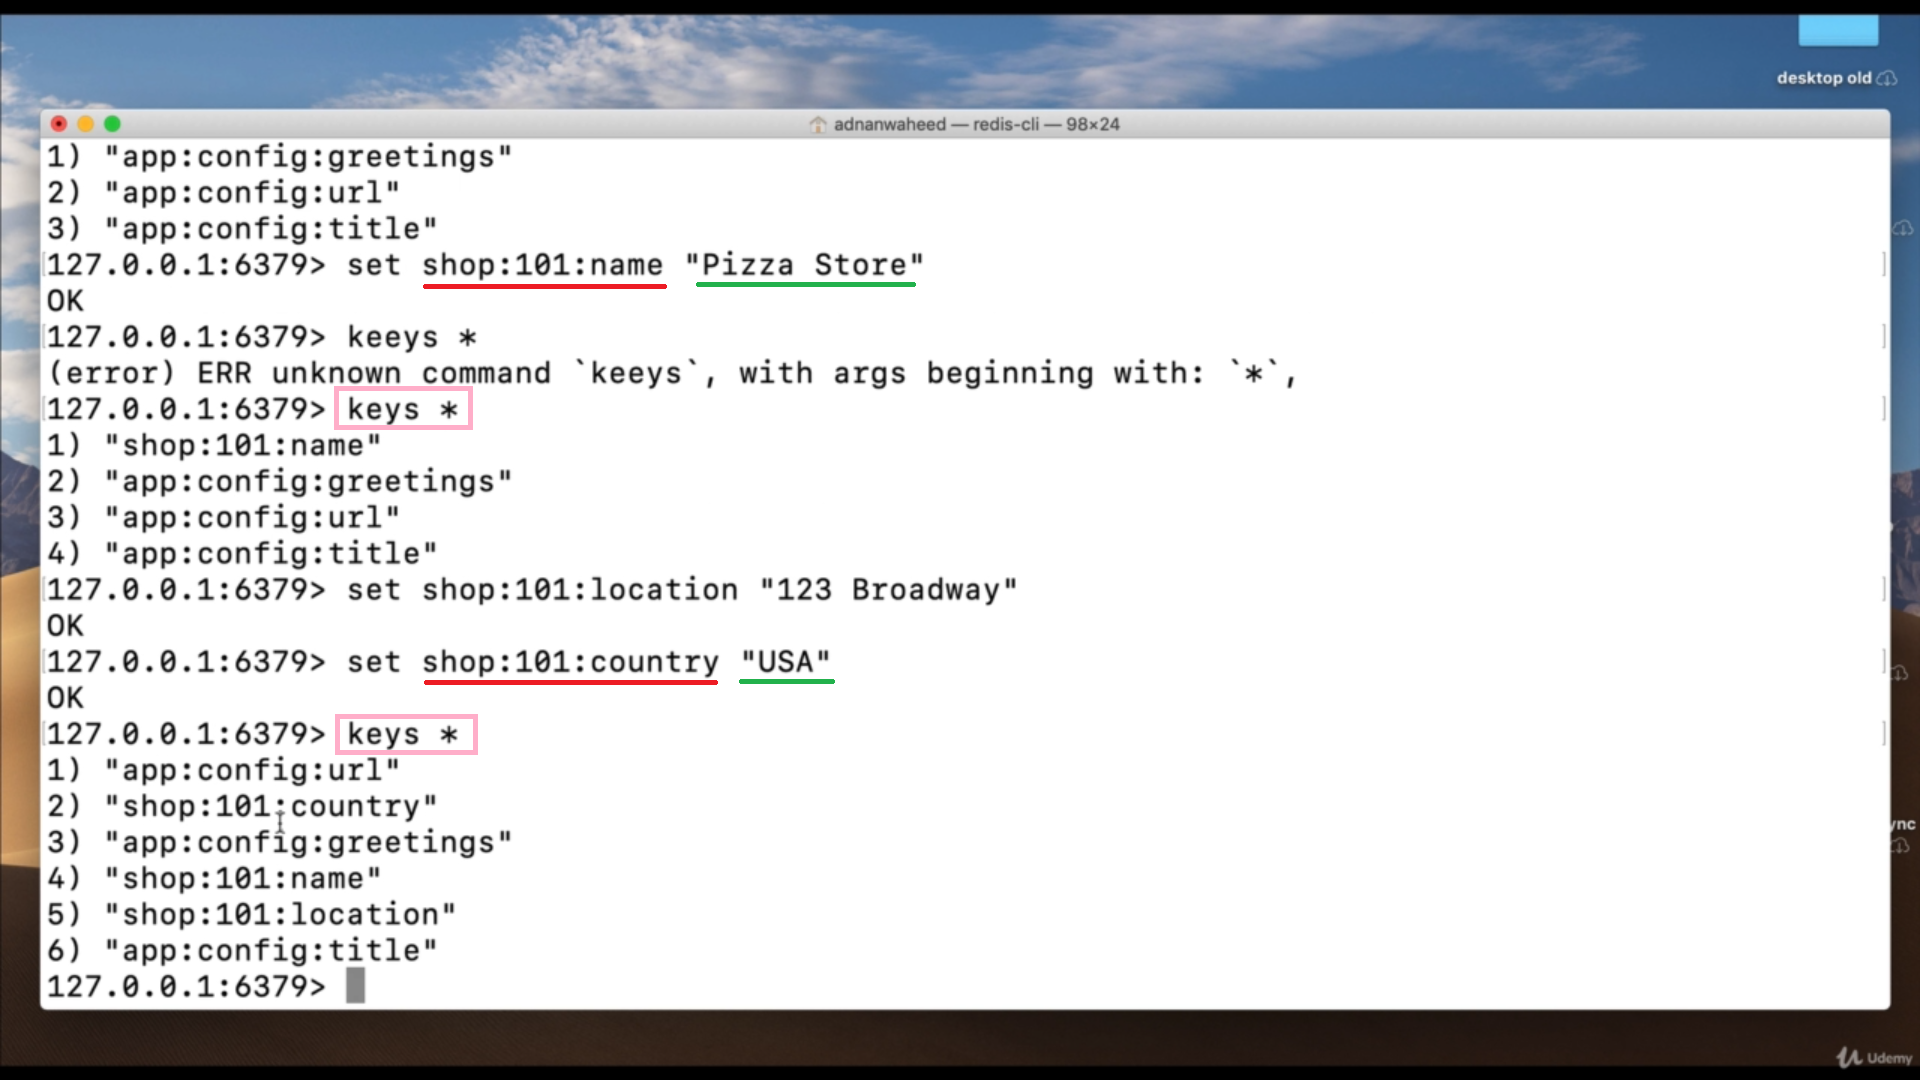 desktop old
adnanwaheed — redis-cli — 98×24
1) "app:config:greetings"
2) "app:config:url"
3) "app:config:title"
127.0.0.1:6379> set shop:101:name "Pizza Store"
OK
127.0.0.1:6379> keeys *
(error) ERR unknown command `keeys`, with args beginning with: `*`,
127.0.0.1:6379> keys *
1) "shop:101:name"
2) "app:config:greetings"
3) "app:config:url"
4) "app:config:title"
127.0.0.1:6379> set shop:101:location "123 Broadway"
OK
127.0.0.1:6379> set shop:101:country "USA"
OK
127.0.0.1:6379> keys *
1) "app:config:url"
2) "shop:101:country"
3) "app:config:greetings"
4) "shop:101:name"
5) "shop:101:location"
6) "app:config:title"
127.0.0.1:6379>
Udemy